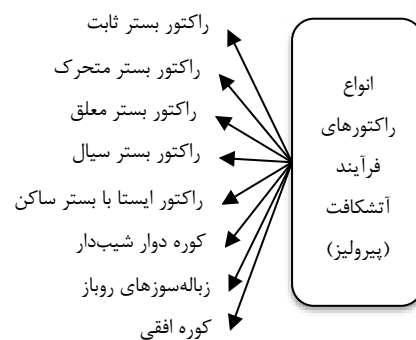 انواع
راکتورهای
فرآیند
آتشکافت
(پیرولیز)
راکتور بستر ثابت
راکتور بستر متحرک
راکتور بستر معلق
راکتور بستر سیال
راکتور ایستا با بستر ساکن
کوره دوار شیب‌دار
زباله‌سوزهای روباز
کوره افقی